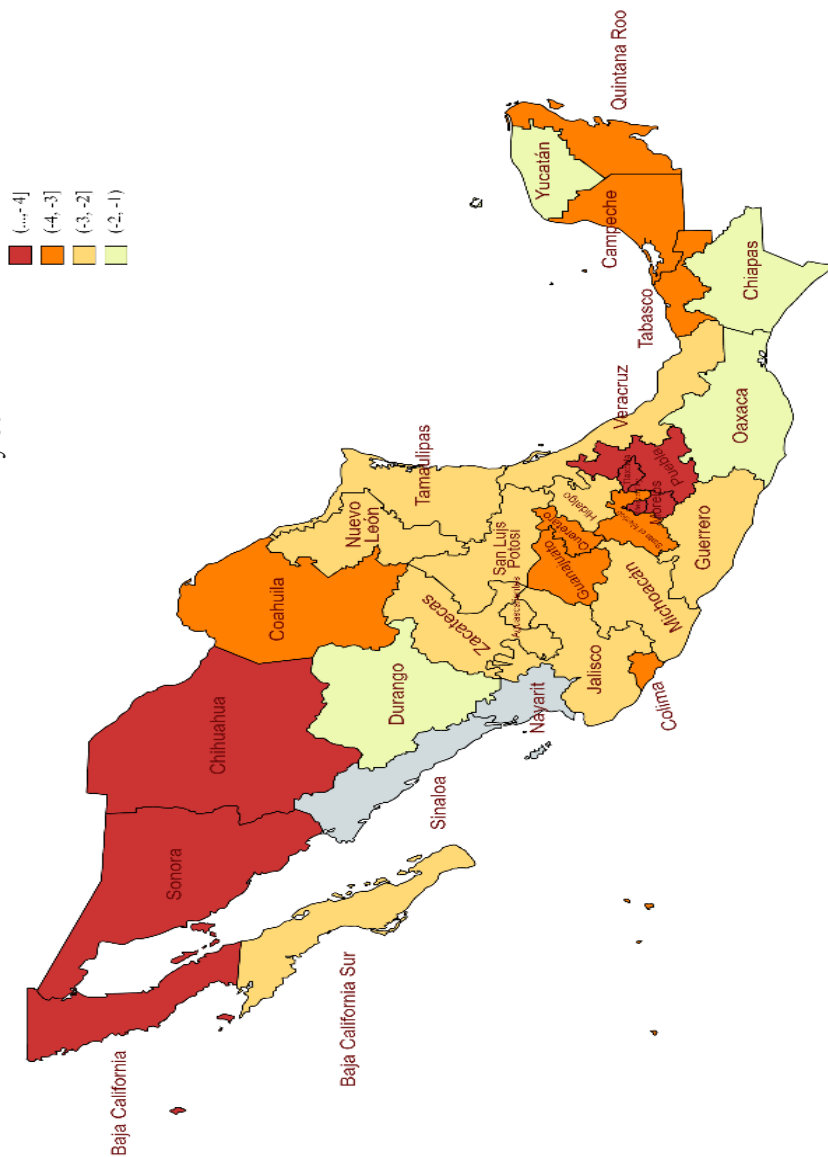 (...,-4]
(-4, -3]
(-3, -2]
(-2, -1)
Baja California
Sonora
Chihuahua
Coahuila
Baja California Sur
Sinaloa
Durango
Nuevo
León
Tamaulipas
Zacatecas
San Luis
Potosí
Nayarit
Jalisco
Guanajuato
Querétaro
Hidalgo
Colima
Michoacán
Guerrero
Puebla
Veracruz
Oaxaca
Tabasco
Chiapas
Campeche
Yucatán
Quintana Roo